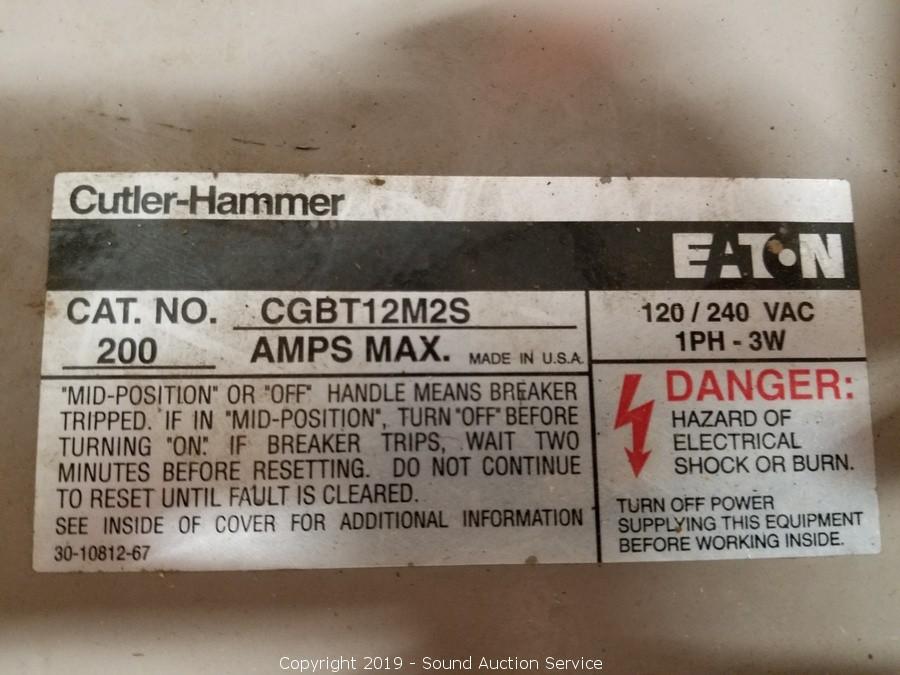 Cutler-Hammer
EATON
CAT. NO. CGBT12M2S
200 AMPS MAX. MADE IN U.S.A.
120 / 240 VAC
1PH - 3W
"MID-POSITION" OR "OFF" HANDLE MEANS BREAKER
TRIPPED. IF IN "MID-POSITION", TURN "OFF" BEFORE
TURNING "ON". IF BREAKER TRIPS, WAIT TWO
MINUTES BEFORE RESETTING. DO NOT CONTINUE
TO RESET UNTIL FAULT IS CLEARED.
SEE INSIDE OF COVER FOR ADDITIONAL INFORMATION
30-10812-67
DANGER:
HAZARD OF
ELECTRICAL
SHOCK OR BURN.
TURN OFF POWER
SUPPLYING THIS EQUIPMENT
BEFORE WORKING INSIDE.
Copyright 2019 - Sound Auction Service